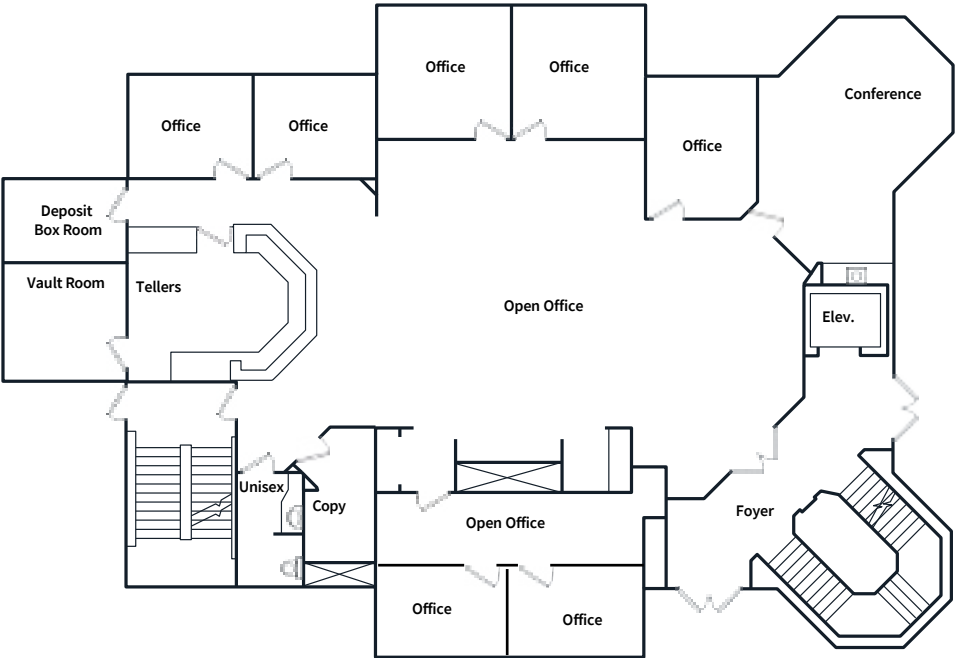 Office
Office
Conference
Office
Office
Office
Deposit
Box Room
Vault Room
Tellers
Open Office
Elev.
Unisex
Copy
Open Office
Foyer
Office
Office